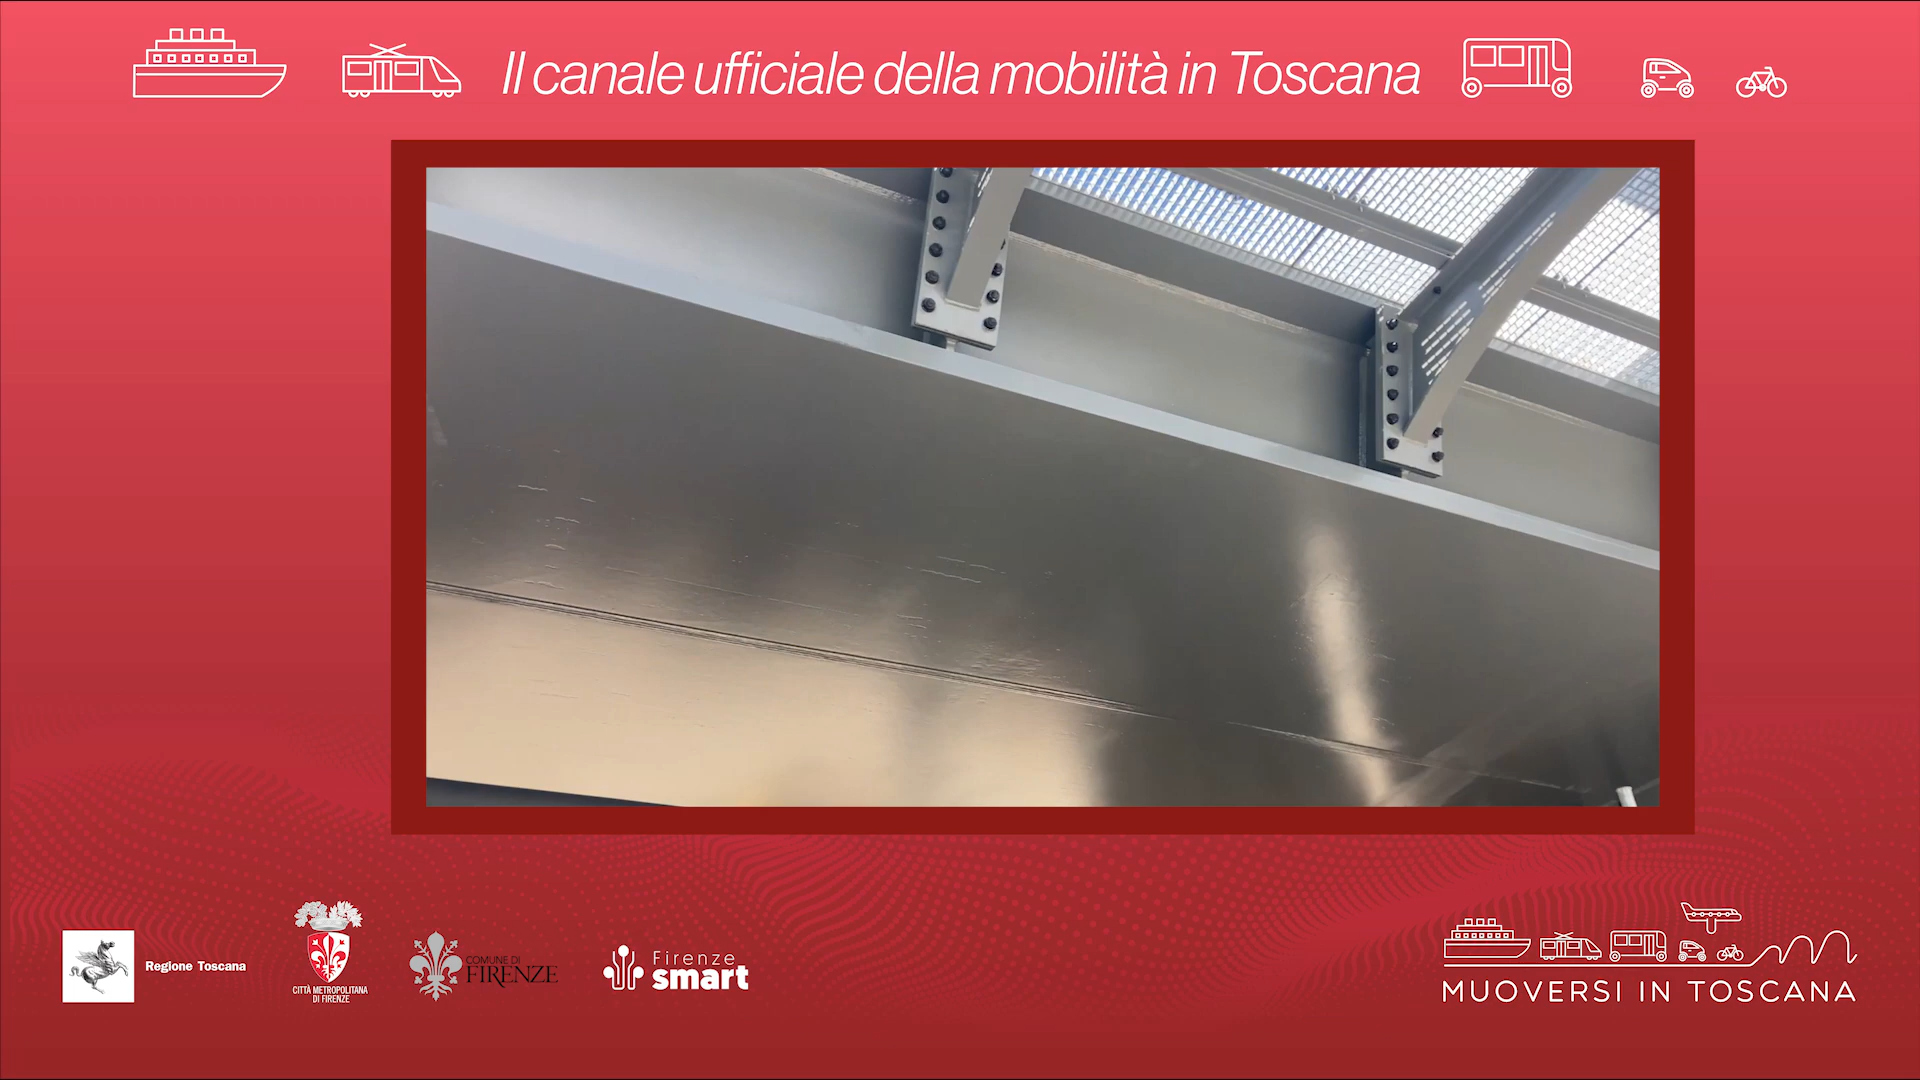 Il canale ufficiale della mobilità in Toscana
Regione Toscana
CITTÀ METROPOLITANA
DI FIRENZE
COMUNE DI
FIRENZE
Firenze
smart
MUOVERSI IN TOSCANA